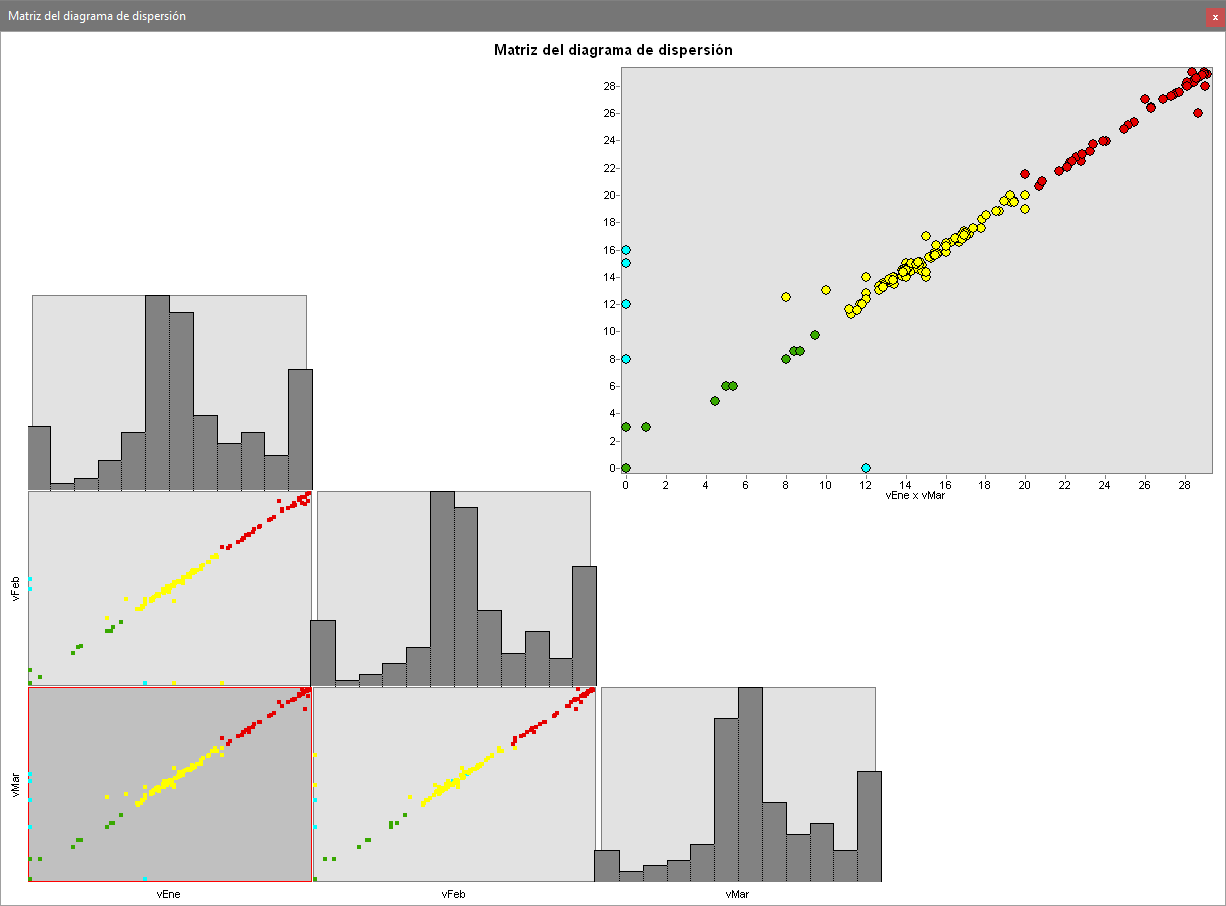 Matriz del diagrama de dispersión
x
Matriz del diagrama de dispersión
28
26
24
22
20
18
16
14
12
10
8
6
4
2
0
0 2 4 6 8 10 12 14 16 18 20 22 24 26 28
vEne x vMar
vFeb
vMar
vEne vFeb vMar